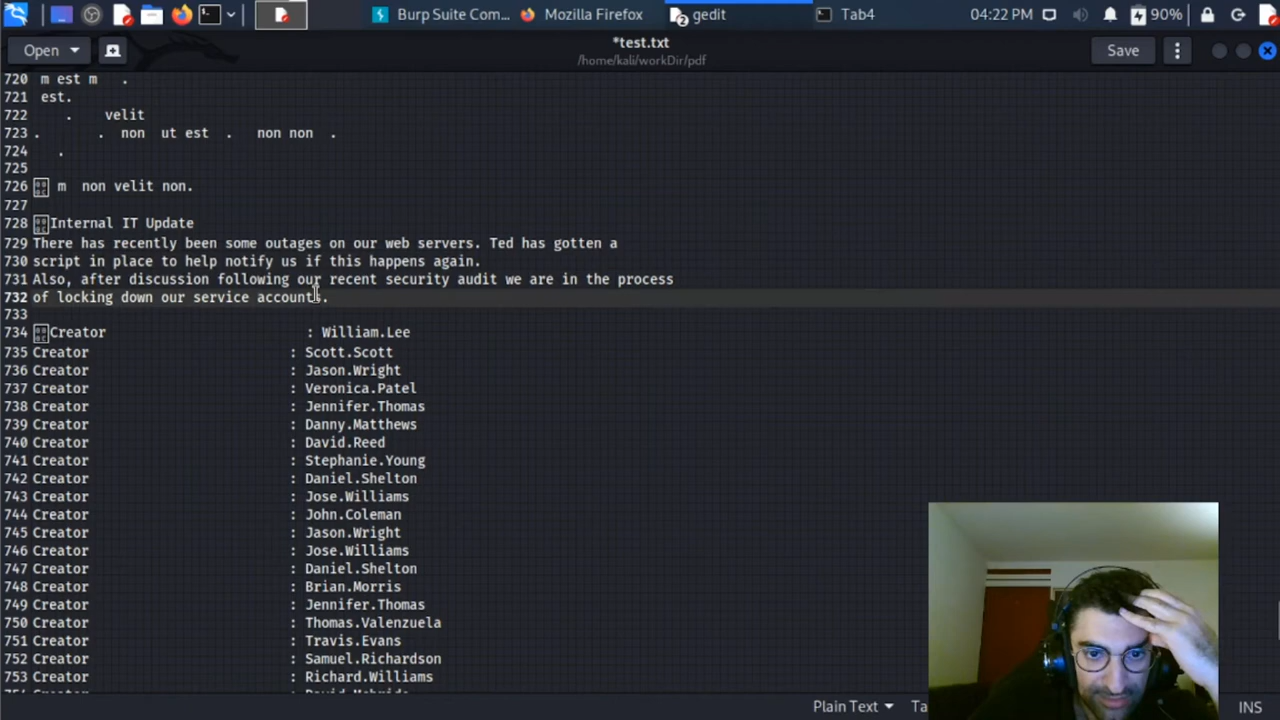 Burp Suite Com... Mozilla Firefox gedit Tab4 04:22 PM 90%
Open *test.txt Save
/home/kali/workDir/pdf
720 m est m .
721 est.
722 . velit
723 . . non ut est . non non .
724 .
725
726 m non velit non.
727
728 Internal IT Update
729 There has recently been some outages on our web servers. Ted has gotten a
730 script in place to help notify us if this happens again.
731 Also, after discussion following our recent security audit we are in the process
732 of locking down our service accounts.
733
734 Creator : William.Lee
735 Creator : Scott.Scott
736 Creator : Jason.Wright
737 Creator : Veronica.Patel
738 Creator : Jennifer.Thomas
739 Creator : Danny.Matthews
740 Creator : David.Reed
741 Creator : Stephanie.Young
742 Creator : Daniel.Shelton
743 Creator : Jose.Williams
744 Creator : John.Coleman
745 Creator : Jason.Wright
746 Creator : Jose.Williams
747 Creator : Daniel.Shelton
748 Creator : Brian.Morris
749 Creator : Jennifer.Thomas
750 Creator : Thomas.Valenzuela
751 Creator : Travis.Evans
752 Creator : Samuel.Richardson
753 Creator : Richard.Williams
Plain Text Ta INS